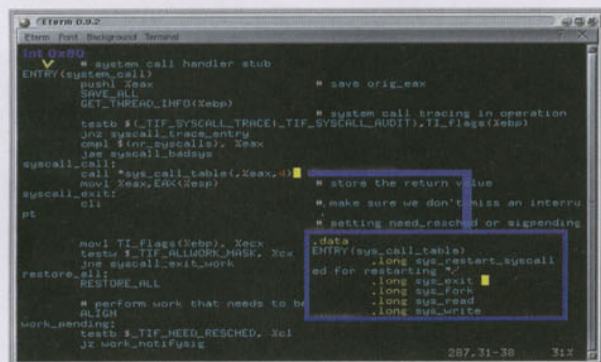 Eterm 0.9.2
Eterm Font Background Terminal
int 0x80
# system call handler stub
ENTRY(system_call)
pushl %eax # save orig_eax
SAVE_ALL
GET_THREAD_INFO(%ebp)
# system call tracing in operation
testb $(_TIF_SYSCALL_TRACE|_TIF_SYSCALL_AUDIT),TI_flags(%ebp)
jnz syscall_trace_entry
cmpl $(nr_syscalls), %eax
jae syscall_badsys
syscall_call:
call *sys_call_table(,%eax,4)
movl %eax,EAX(%esp) # store the return value
syscall_exit:
cli # make sure we don't miss an interru
pt
# setting need_resched or sigpending
movl TI_flags(%ebp), %ecx
testw $_TIF_ALLWORK_MASK, %cx
jne syscall_exit_work
restore_all:
RESTORE_ALL
# perform work that needs to be
ALIGN
work_pending:
testb $_TIF_NEED_RESCHED, %cl
jz work_notifysig
.data
ENTRY(sys_call_table)
.long sys_restart_syscall
ed for restarting */
.long sys_exit
.long sys_fork
.long sys_read
.long sys_write
287,31-38 31%